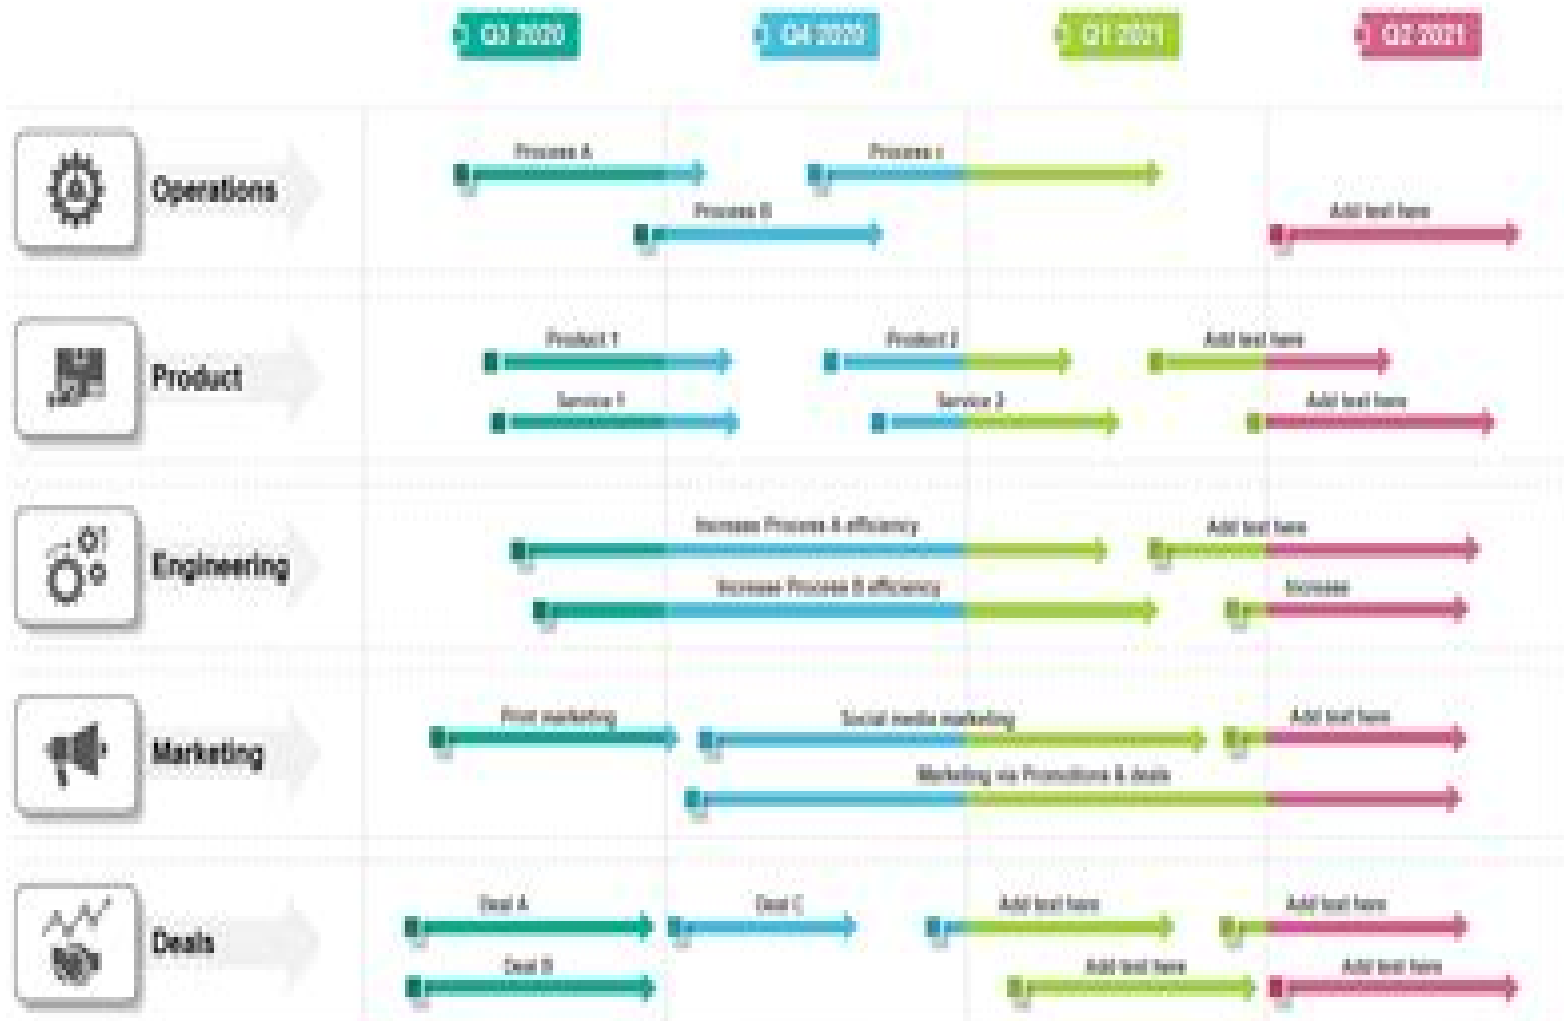 Q3 2020
Q4 2020
Q1 2021
Q2 2021
Operations
Process A
Process c
Process B
Add text here
Product
Product 1
Product 2
Add text here
Service 1
Service 2
Add text here
Engineering
Increase Process A efficiency
Add text here
Increase Process B efficiency
Increase
Marketing
Print marketing
Social media marketing
Add text here
Marketing via Promotions & deals
Deals
Deal A
Deal C
Add text here
Add text here
Deal B
Add text here
Add text here